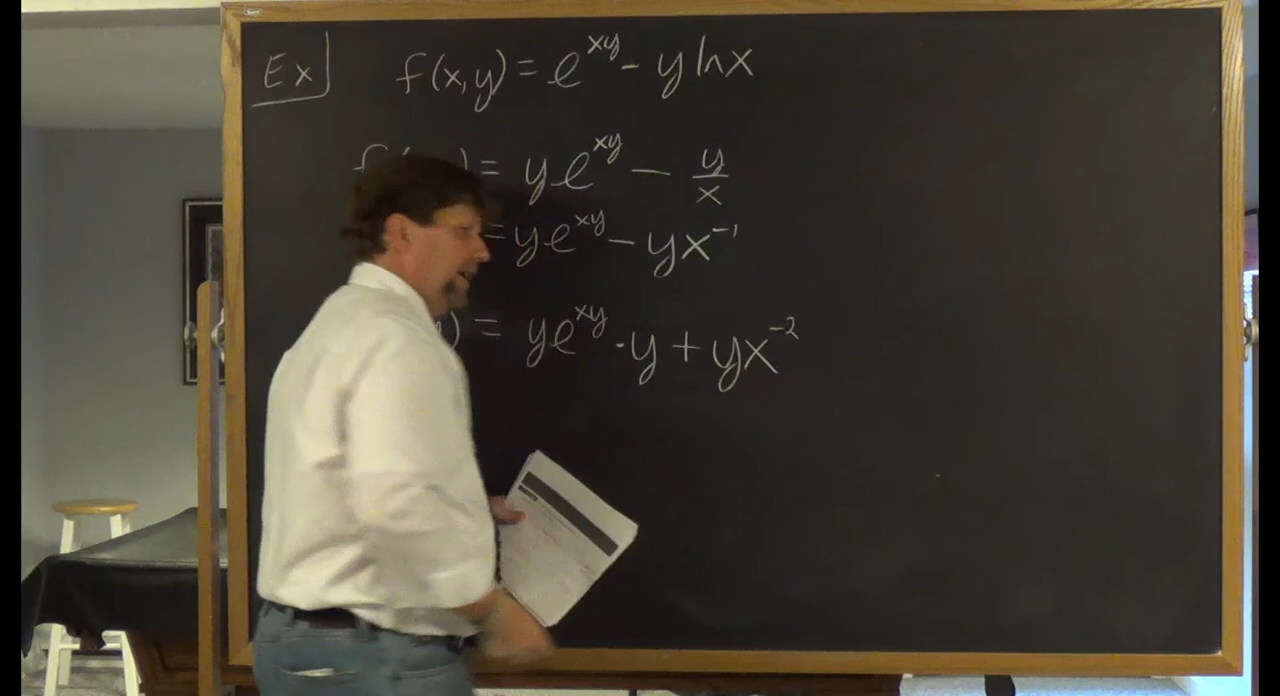 Ex f(x,y) = e^xy - y ln x
f( ) = ye^xy - y/x
= ye^xy - yx^-1
) = ye^xy · y + yx^-2